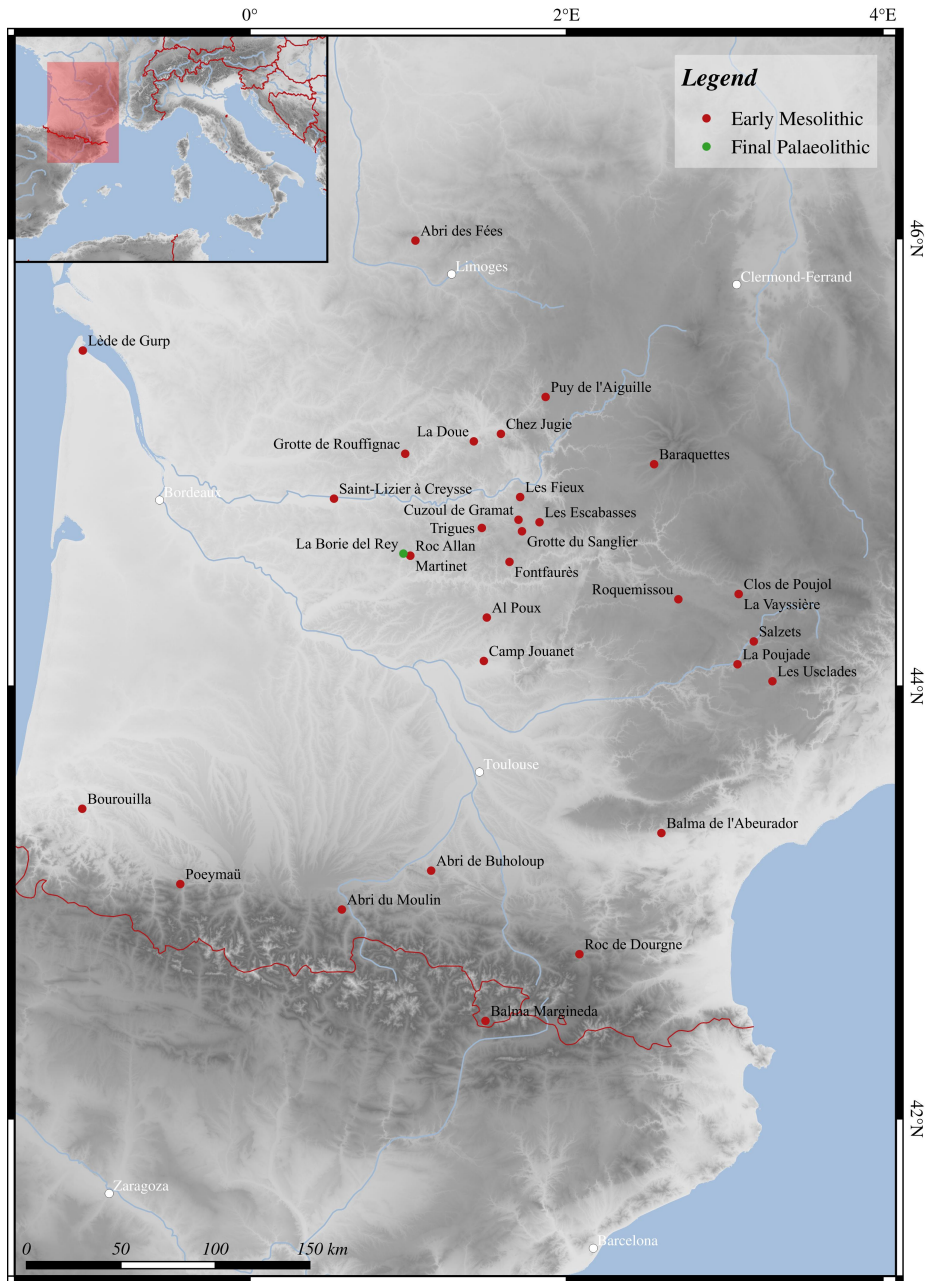 0°
2°E
4°E
Legend
Early Mesolithic
Final Palaeolithic
Abri des Fées
46°N
Limoges
Clermond-Ferrand
Lède de Gurp
Puy de l'Aiguille
Chez Jugie
La Doue
Grotte de Rouffignac
Baraquettes
Bordeaux
Saint-Lizier à Creysse
Les Fieux
Cuzoul de Gramat
Les Escabasses
Trigues
Grotte du Sanglier
La Borie del Rey
Roc Allan
Martinet
Fontfaurès
Roquemissou
Clos de Poujol
La Vayssière
Al Poux
Salzets
Camp Jouanet
La Poujade
Les Usclades
44°N
Toulouse
Bourouilla
Balma de l'Abeurador
Abri de Buholoup
Poeymaü
Abri du Moulin
Roc de Dourgne
Balma Margineda
42°N
Zaragoza
Barcelona
0 50 100 150 km